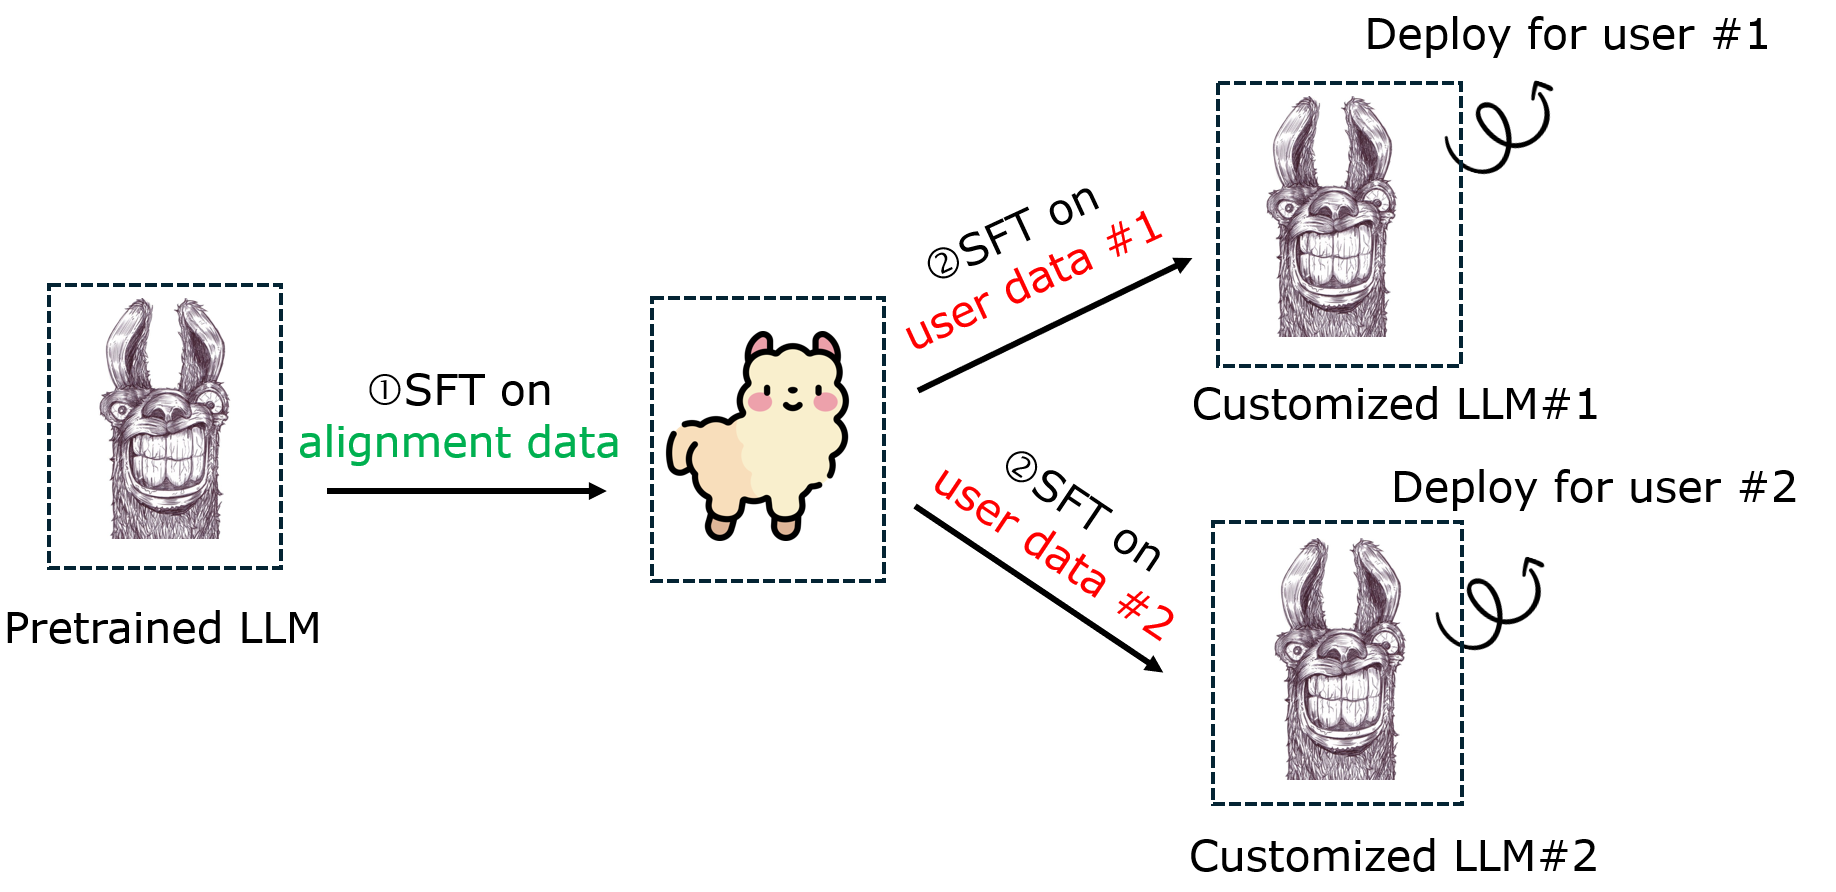 Deploy for user #1
②SFT on
user data #1
①SFT on
alignment data
Customized LLM#1
②SFT on
user data #2
Deploy for user #2
Pretrained LLM
Customized LLM#2